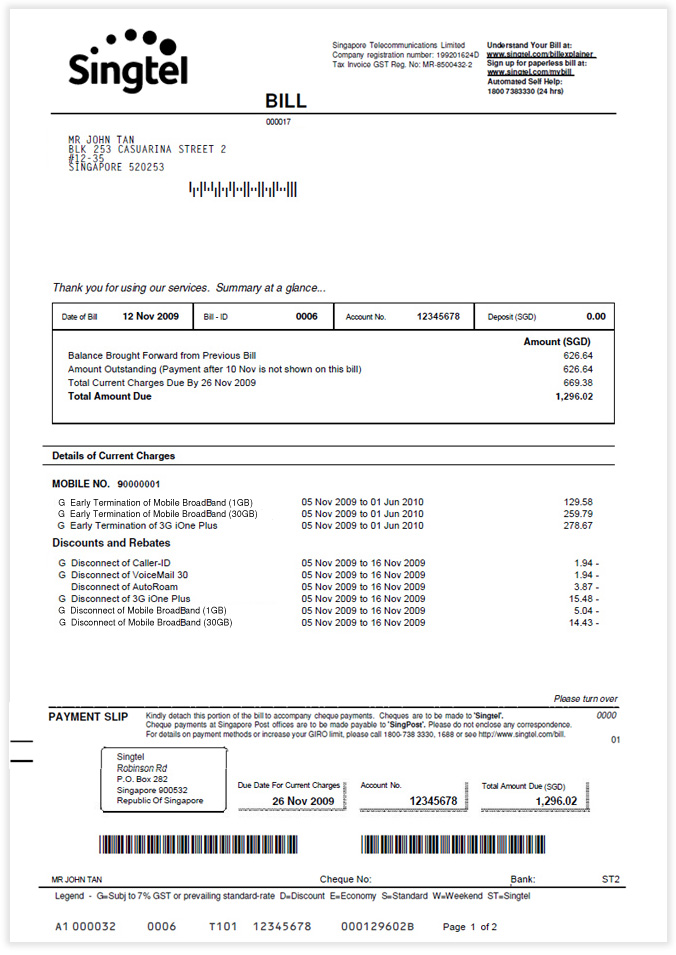 Singtel
Singapore Telecommunications Limited
Company registration number: 199201624D
Tax Invoice GST Reg. No: MR-8500432-2
Understand Your Bill at:
www.singtel.com/billexplainer
Sign up for paperless bill at:
www.singtel.com/mybill
Automated Self Help:
1800 7383330 (24 hrs)
BILL
000017
MR JOHN TAN
BLK 253 CASUARINA STREET 2
#12-35
SINGAPORE 520253
Thank you for using our services. Summary at a glance...
Date of Bill 12 Nov 2009 Bill - ID 0006 Account No. 12345678 Deposit (SGD) 0.00
Amount (SGD)
Balance Brought Forward from Previous Bill 626.64
Amount Outstanding (Payment after 10 Nov is not shown on this bill) 626.64
Total Current Charges Due By 26 Nov 2009 669.38
Total Amount Due 1,296.02
Details of Current Charges
MOBILE NO. 90000001
G Early Termination of Mobile BroadBand (1GB) 05 Nov 2009 to 01 Jun 2010 129.58
G Early Termination of Mobile BroadBand (30GB) 05 Nov 2009 to 01 Jun 2010 259.79
G Early Termination of 3G iOne Plus 05 Nov 2009 to 01 Jun 2010 278.67
Discounts and Rebates
G Disconnect of Caller-ID 05 Nov 2009 to 16 Nov 2009 1.94 -
G Disconnect of VoiceMail 30 05 Nov 2009 to 16 Nov 2009 1.94 -
Disconnect of AutoRoam 05 Nov 2009 to 16 Nov 2009 3.87 -
G Disconnect of 3G iOne Plus 05 Nov 2009 to 16 Nov 2009 15.48 -
G Disconnect of Mobile BroadBand (1GB) 05 Nov 2009 to 16 Nov 2009 5.04 -
G Disconnect of Mobile BroadBand (30GB) 05 Nov 2009 to 16 Nov 2009 14.43 -
Please turn over
PAYMENT SLIP
Kindly detach this portion of the bill to accompany cheque payments. Cheques are to be made to 'Singtel'.
Cheque payments at Singapore Post offices are to be made payable to 'SingPost'. Please do not enclose any correspondence.
For details on payment methods or increase your GIRO limit, please call 1800-738 3330, 1688 or see http://www.singtel.com/bill.
0000
01
Singtel
Robinson Rd
P.O. Box 282
Singapore 900532
Republic Of Singapore
Due Date For Current Charges
26 Nov 2009
Account No.
12345678
Total Amount Due (SGD)
1,296.02
MR JOHN TAN Cheque No: Bank: ST2
Legend - G=Subj to 7% GST or prevailing standard-rate D=Discount E=Economy S=Standard W=Weekend ST=Singtel
A1 000032 0006 T101 12345678 000129602B Page 1 of 2